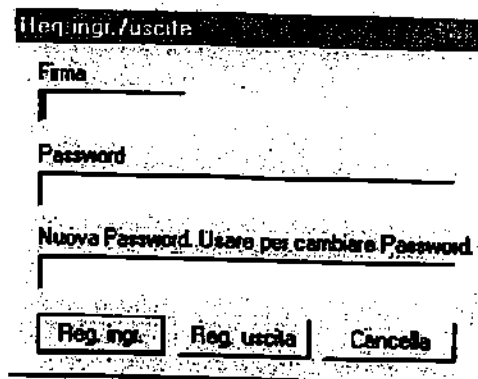 Reg. ingr./uscite
Firma
Password
Nuova Password. Usare per cambiare Password
Reg. ingr.
Reg. uscita
Cancella